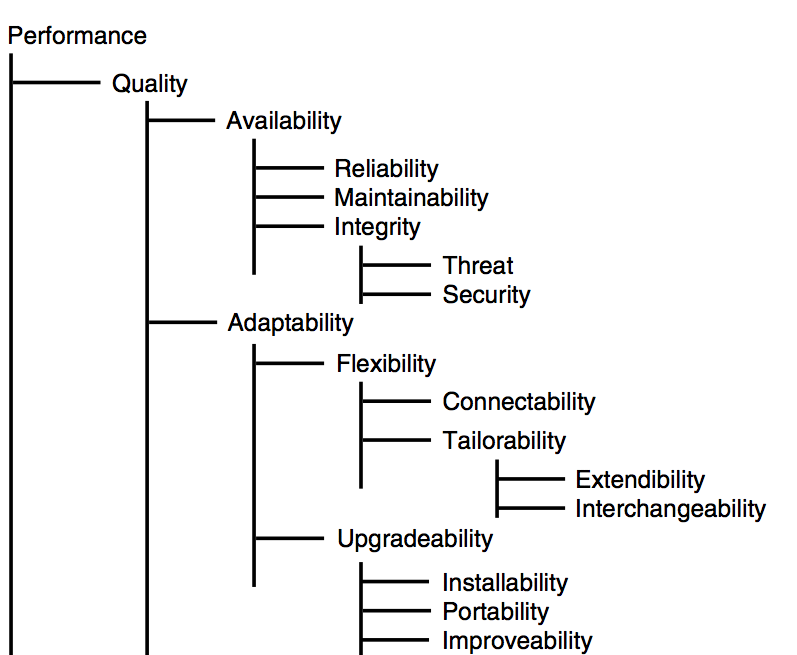 Performance
Quality
Availability
Reliability
Maintainability
Integrity
Threat
Security
Adaptability
Flexibility
Connectability
Tailorability
Extendibility
Interchangeability
Upgradeability
Installability
Portability
Improveability